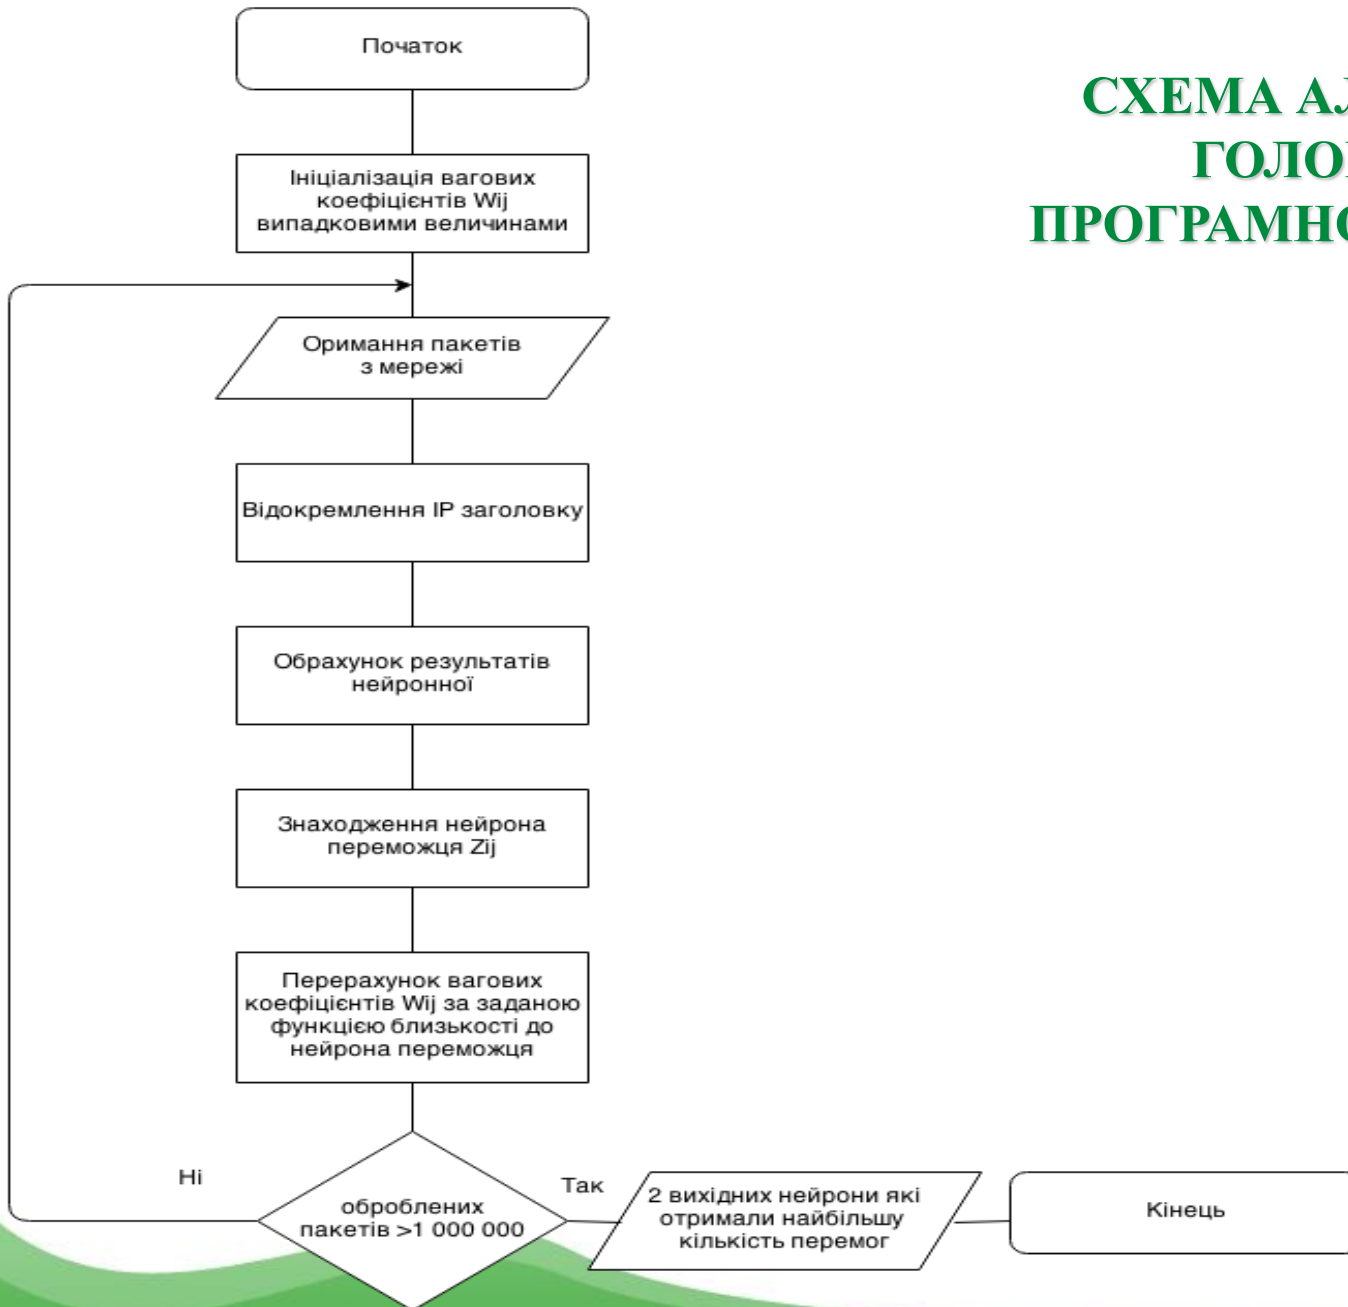 Початок
СХЕМА
Ініціалізація вагових
коефіцієнтів Wij
випадковими величинами
Оримання пакетів
з мережі
Відокремлення IP заголовку
Обрахунок результатів
нейронної
Знаходження нейрона
переможця Zij
Перерахунок вагових
коефіцієнтів Wij за заданою
функцією близькості до
нейрона переможця
Ні
оброблених
пакетів >1 000 000
Так
2 вихідних нейрони які
отримали найбільшу
кількість перемог
Кінець